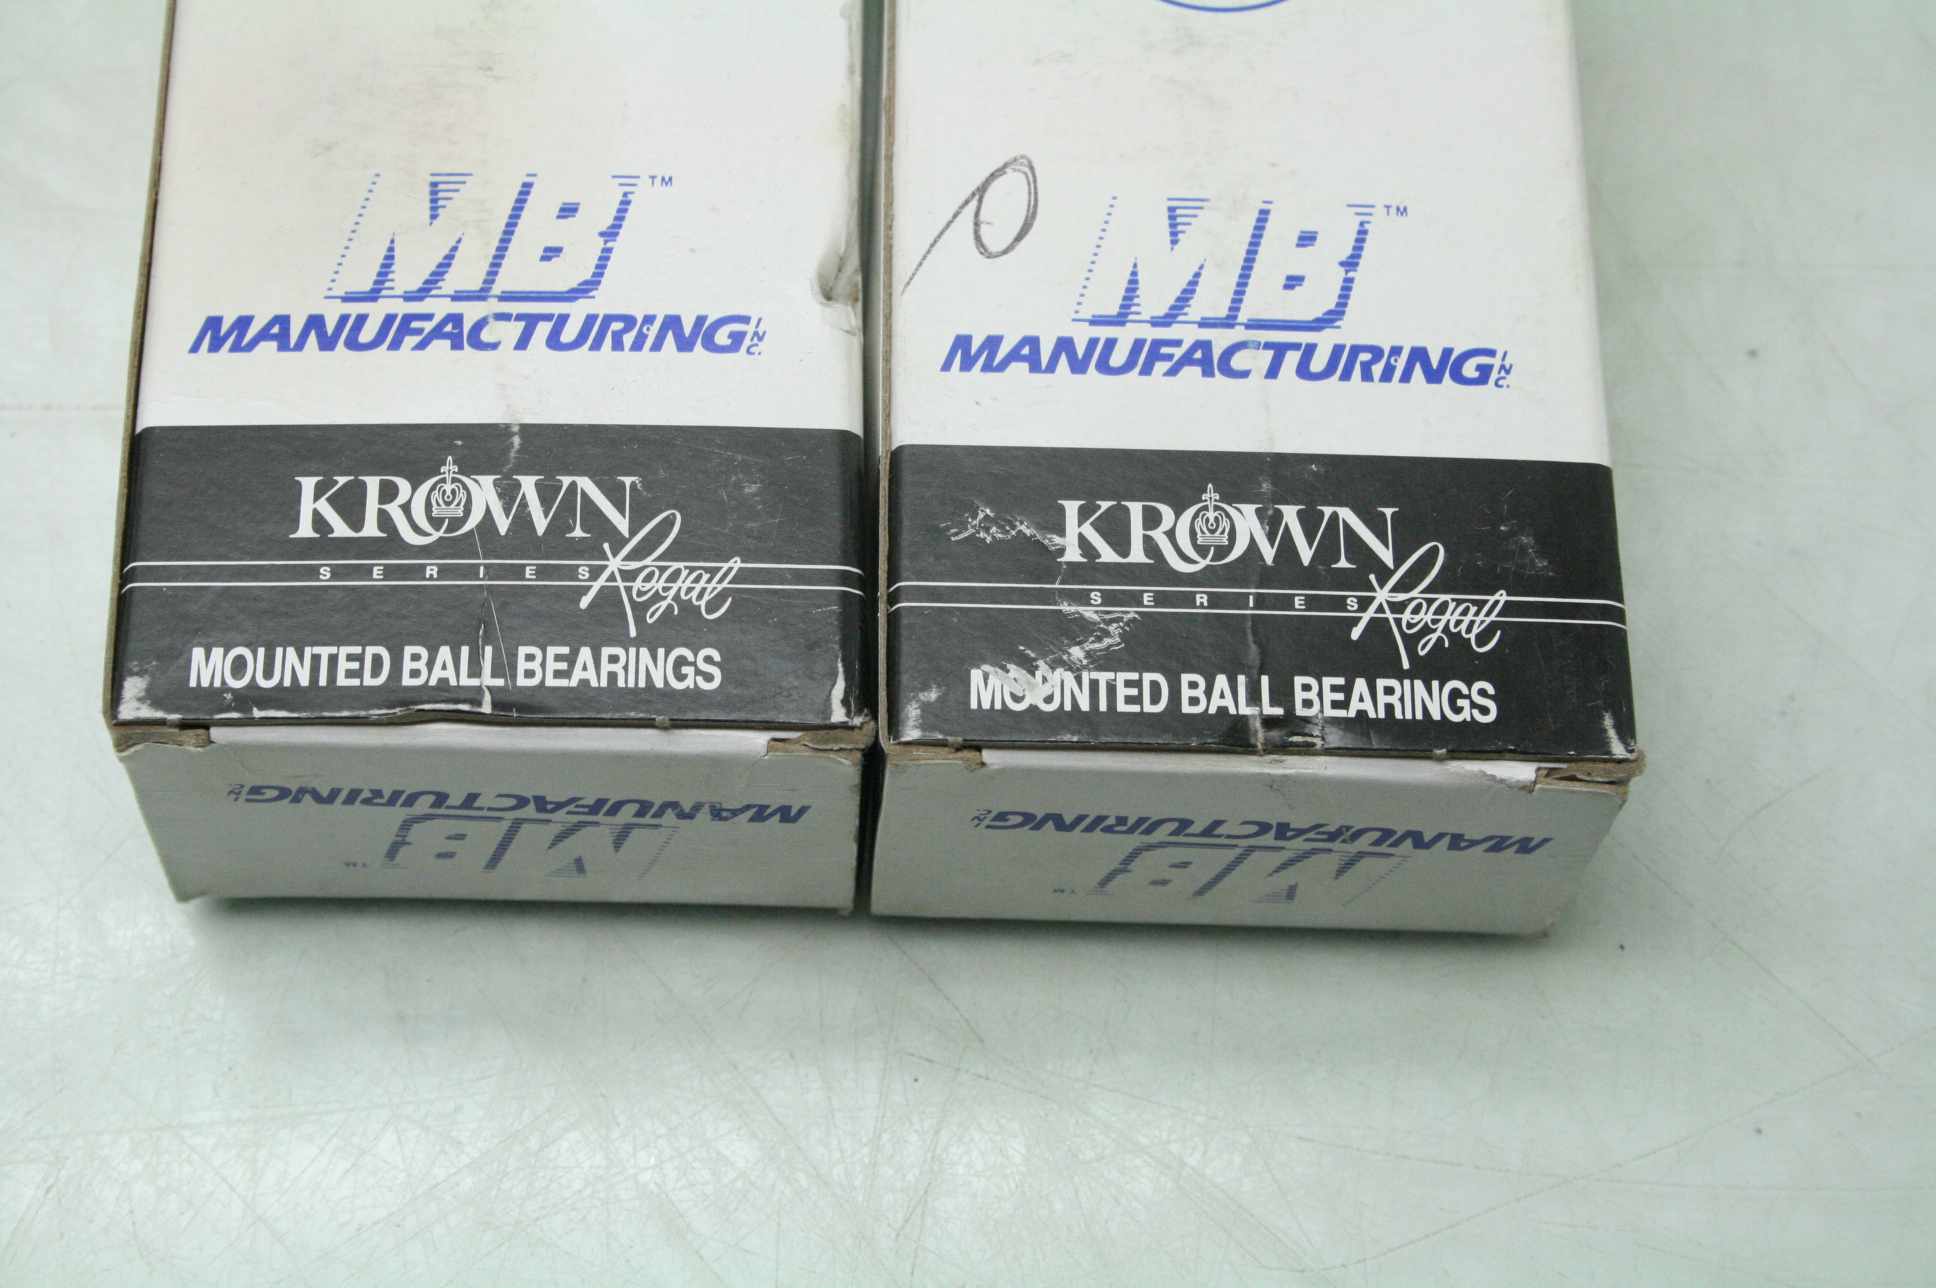 MB™
MANUFACTURING INC.
KROWN
SERIES Regal
MOUNTED BALL BEARINGS
MANUFACTURING INC.
MB™
MB™
MANUFACTURING INC.
KROWN
SERIES Regal
MOUNTED BALL BEARINGS
MANUFACTURING INC.
MB™